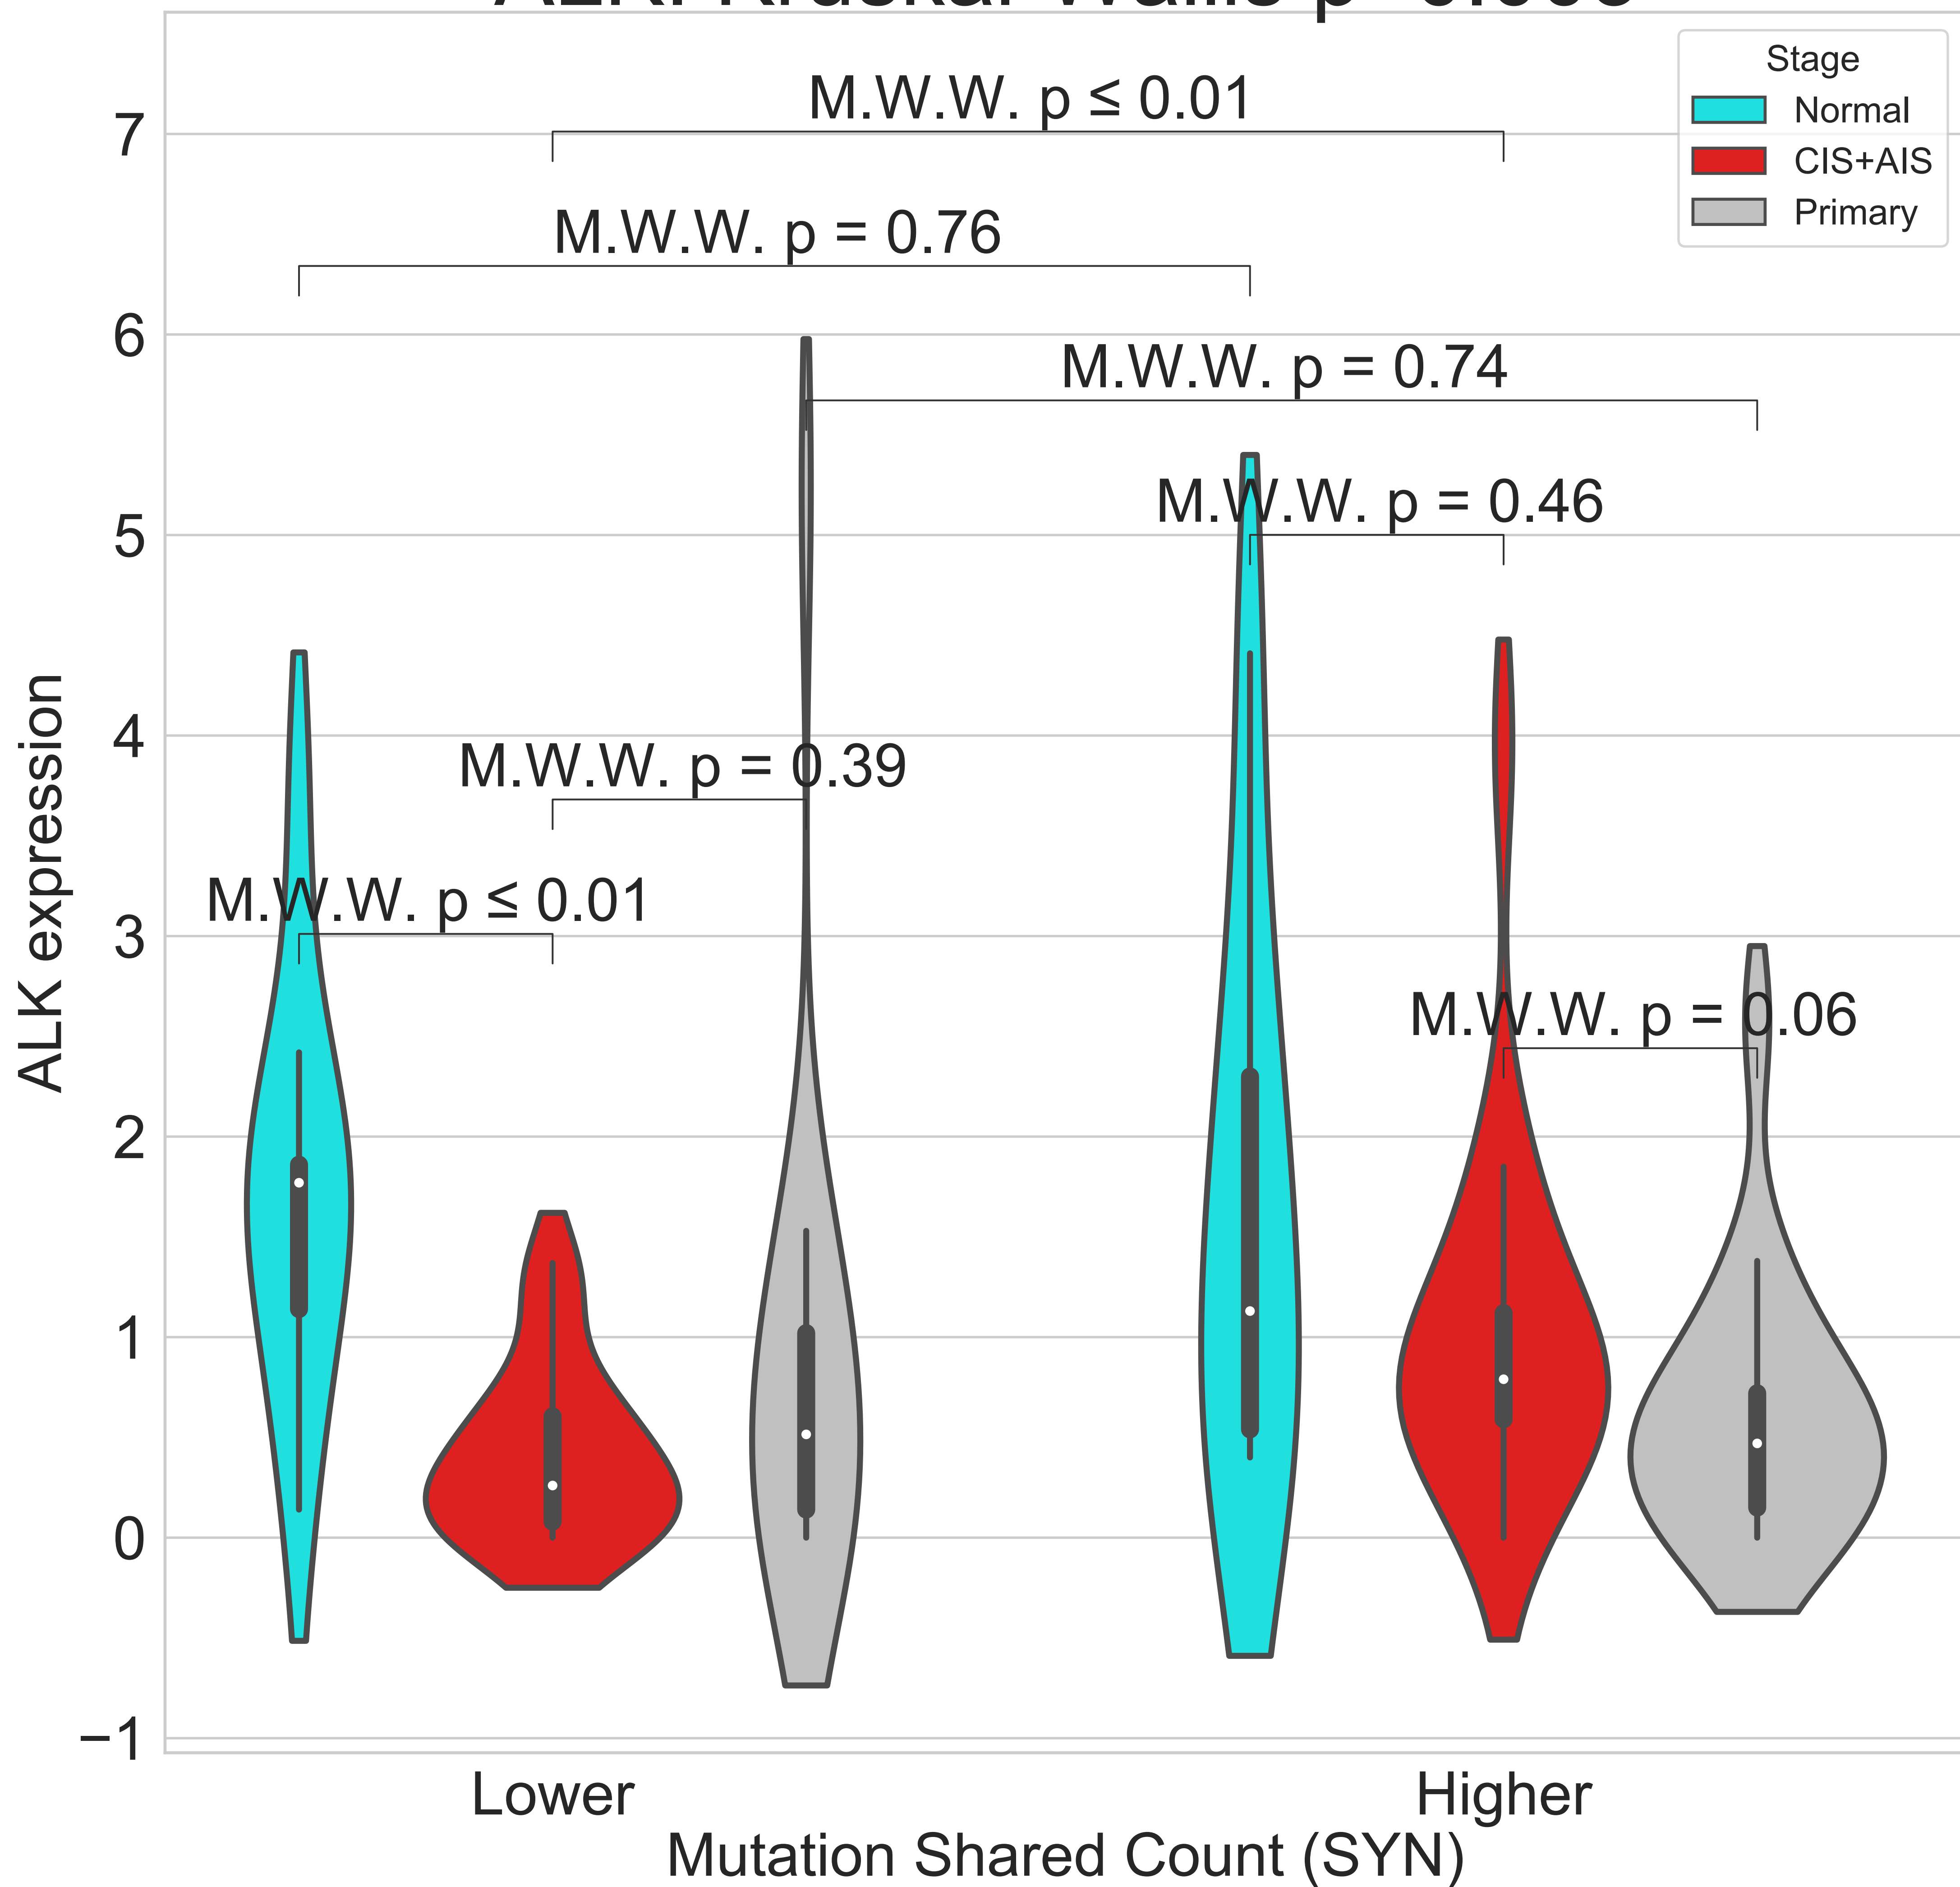 Stage
Normal
CIS+AIS
Primary
M.W.W. p ≤ 0.01
M.W.W. p = 0.76
M.W.W. p = 0.74
M.W.W. p = 0.46
M.W.W. p = 0.39
M.W.W. p ≤ 0.01
M.W.W. p = 0.06
7
6
5
4
3
2
1
0
−1
ALK expression
Lower
Higher
Mutation Shared Count (SYN)